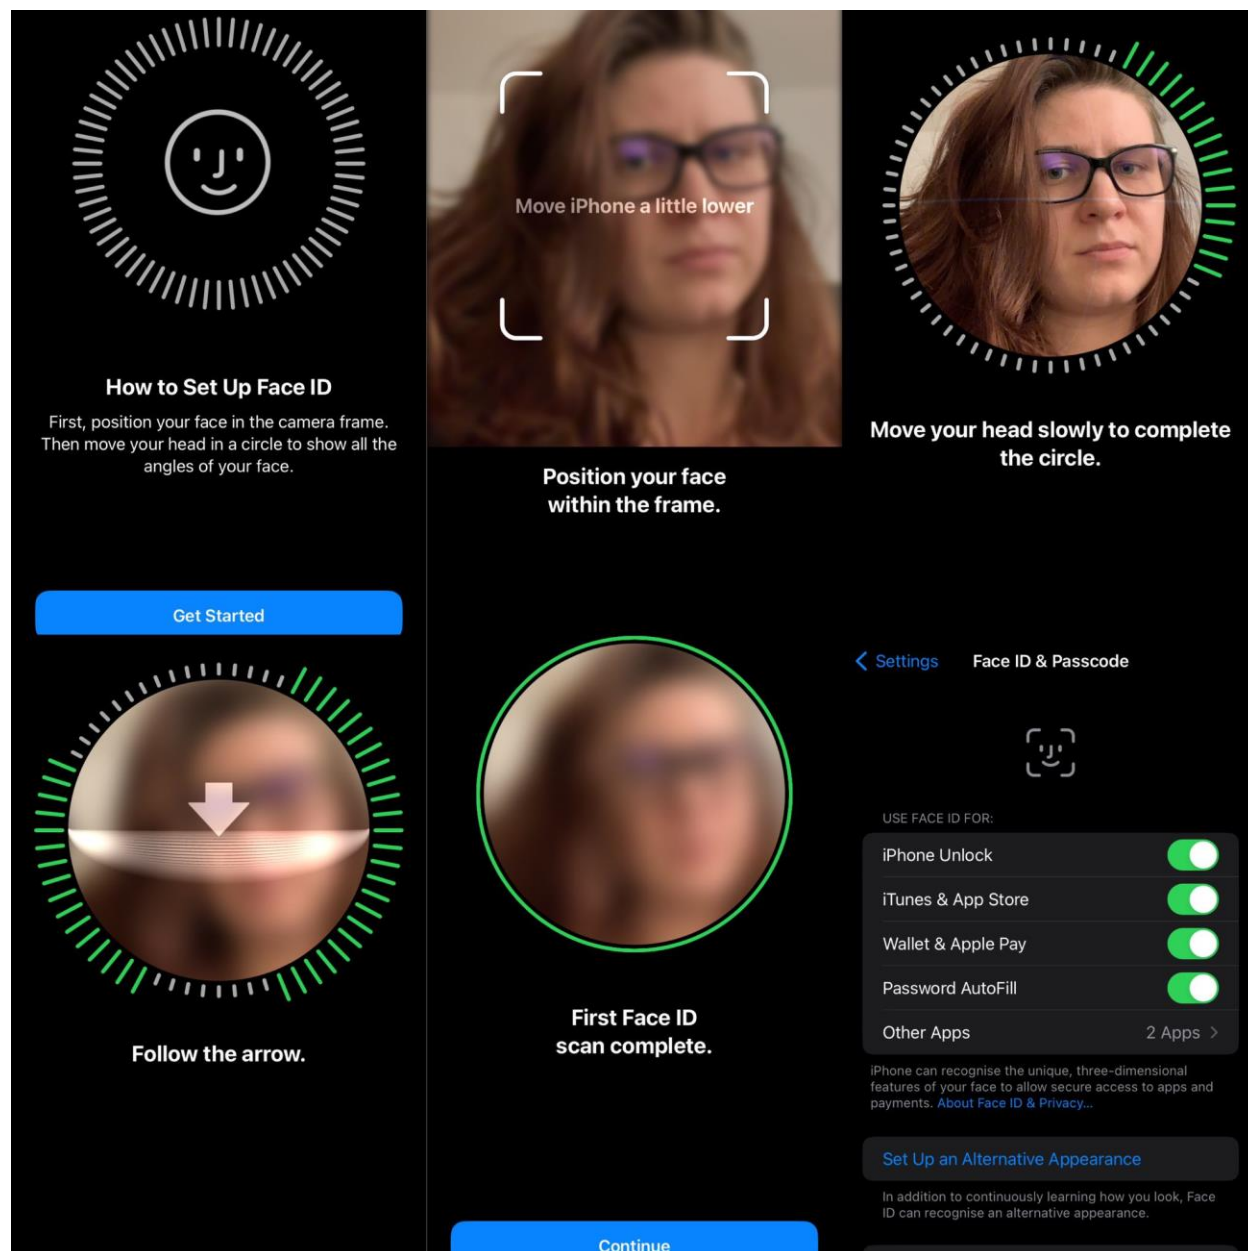 How to Set Up Face ID
First, position your face in the camera frame.
Then move your head in a circle to show all the
angles of your face.
Get Started
Move iPhone a little lower
Position your face
within the frame.
Move your head slowly to complete
the circle.
Follow the arrow.
First Face ID
scan complete.
Continue
Settings
Face ID & Passcode
USE FACE ID FOR:
iPhone Unlock
iTunes & App Store
Wallet & Apple Pay
Password AutoFill
Other Apps
2 Apps
iPhone can recognise the unique, three-dimensional
features of your face to allow secure access to apps and
payments. About Face ID & Privacy...
Set Up an Alternative Appearance
In addition to continuously learning how you look, Face
ID can recognise an alternative appearance.